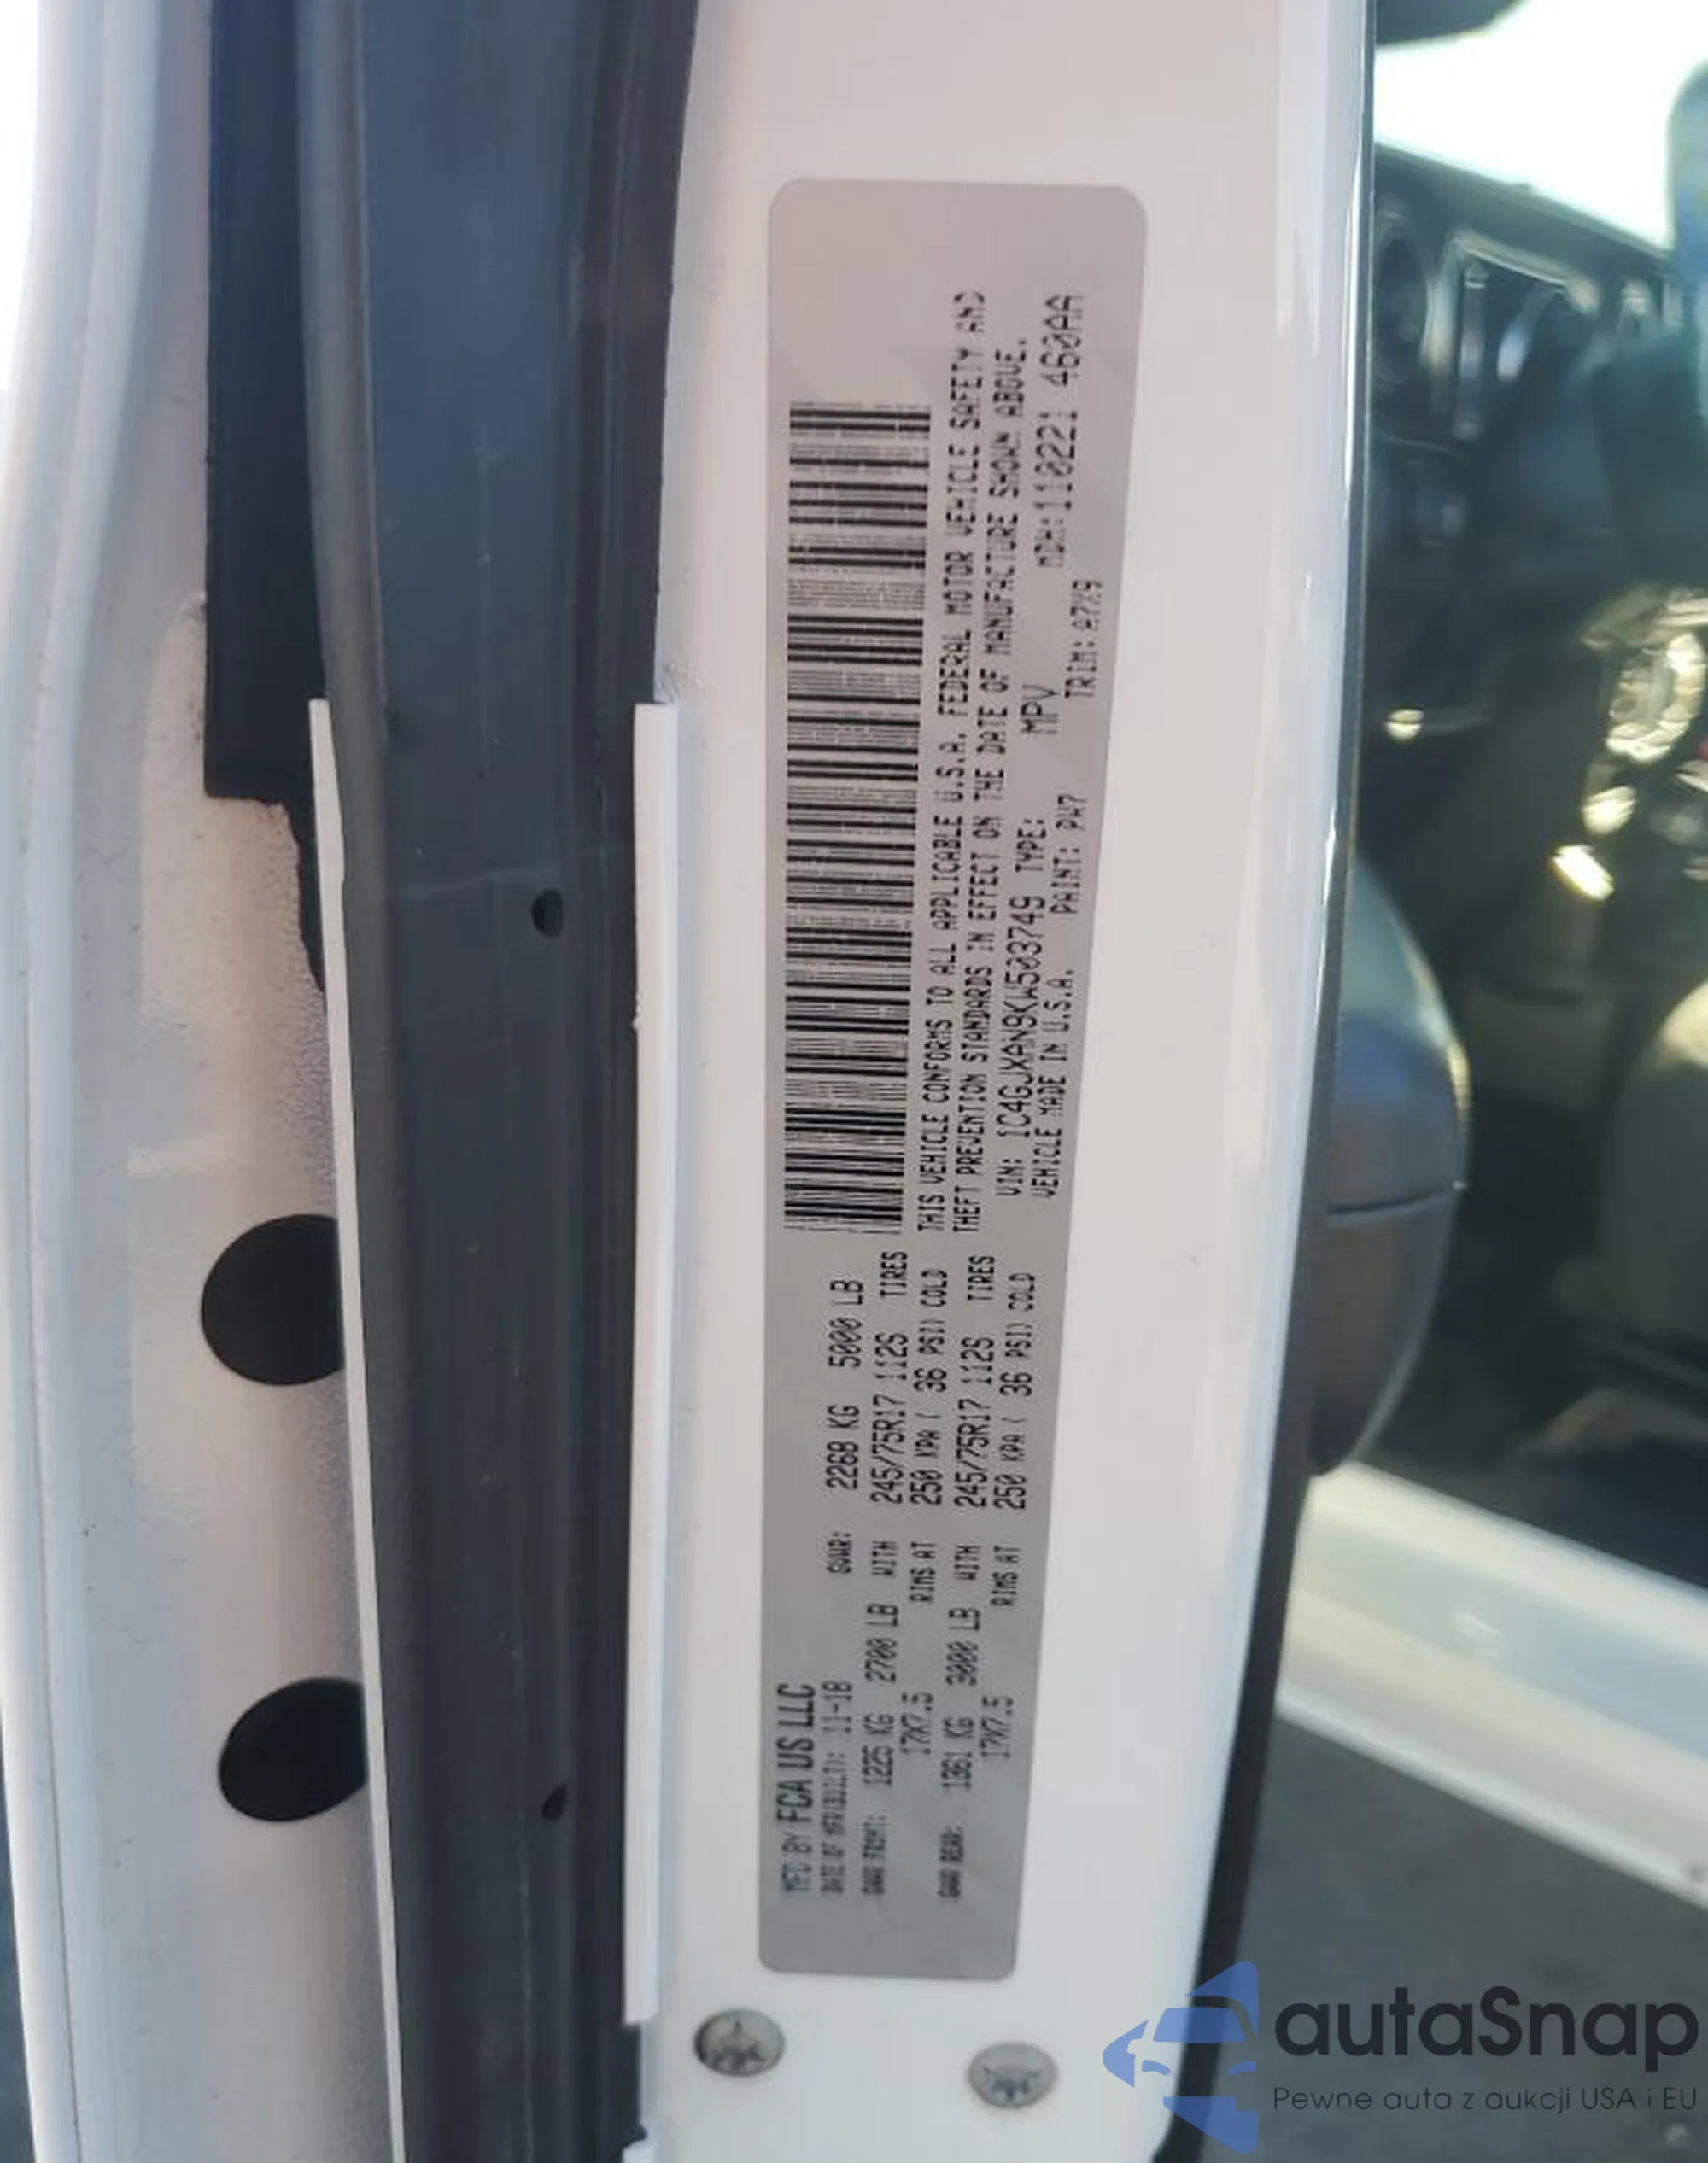 MFD BY FCA US LLC
DATE OF MFR(BUILT): 11-18
GVWR: 2268 KG 5000 LB
GAWR FRONT: 1225 KG 2700 LB WITH 245/75R17 112S TIRES
17X7.5 RIMS AT 250 KPA ( 36 PSI) COLD
GAWR REAR: 1361 KG 3000 LB WITH 245/75R17 112S TIRES
17X7.5 RIMS AT 250 KPA ( 36 PSI) COLD
THIS VEHICLE CONFORMS TO ALL APPLICABLE U.S.A. FEDERAL MOTOR VEHICLE SAFETY AND
THEFT PREVENTION STANDARDS IN EFFECT ON THE DATE OF MANUFACTURE SHOWN ABOVE.
VIN: 1C4GJXAN9KW503749 TYPE: MPV MDH:110221 460AA
VEHICLE MADE IN U.S.A. PAINT: PW7 TRIM:
autaSnap
Pewne auta z aukcji USA i EU